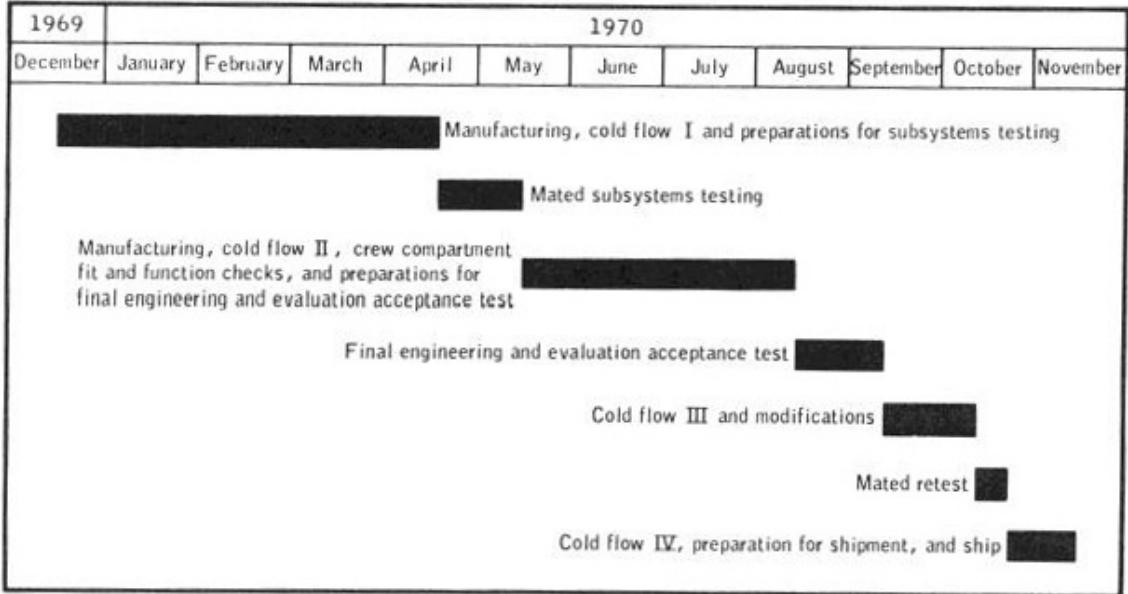 1969 1970
December January February March April May June July August September October November
Manufacturing, cold flow I and preparations for subsystems testing
Mated subsystems testing
Manufacturing, cold flow II, crew compartment
fit and function checks, and preparations for
final engineering and evaluation acceptance test
Final engineering and evaluation acceptance test
Cold flow III and modifications
Mated retest
Cold flow IV, preparation for shipment, and ship